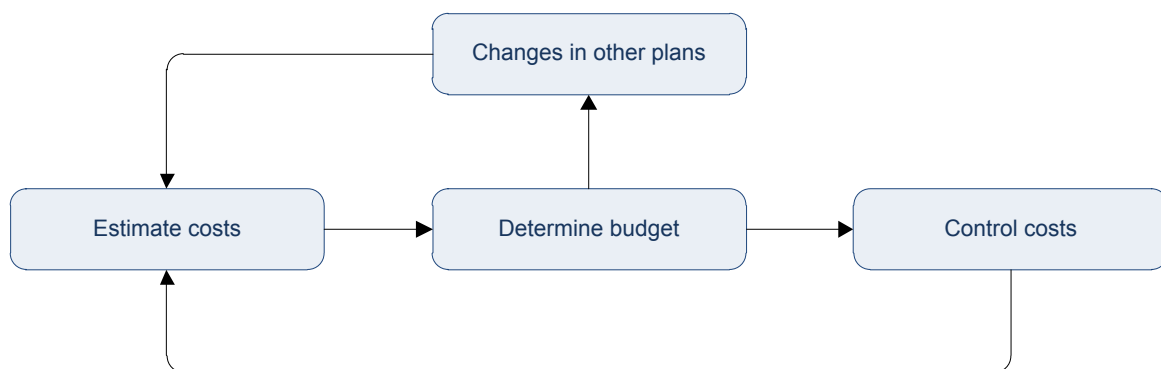 Changes in other plans
Estimate costs
Determine budget
Control costs